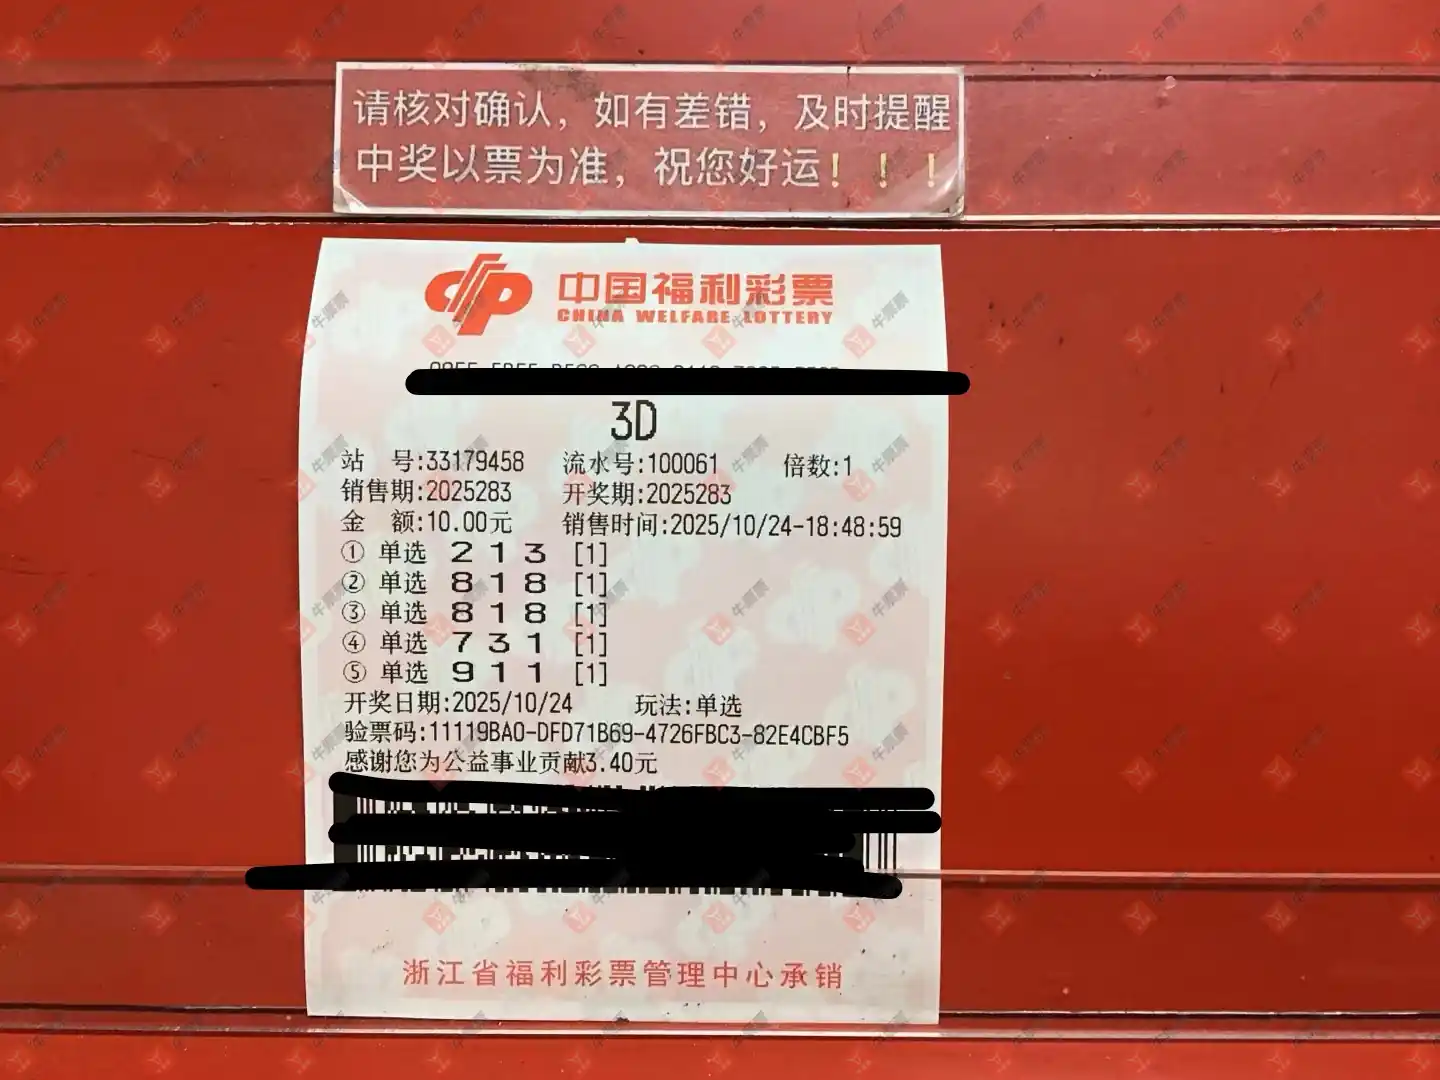 请核对确认，如有差错，及时提醒
中奖以票为准，祝您好运！！！
中国福利彩票
CHINA WELFARE LOTTERY
3D
站 号:33179458 流水号:100061 倍数:1
销售期:2025283 开奖期:2025283
金 额:10.00元 销售时间:2025/10/24-18:48:59
① 单选 2 1 3 [1]
② 单选 8 1 8 [1]
③ 单选 8 1 8 [1]
④ 单选 7 3 1 [1]
⑤ 单选 9 1 1 [1]
开奖日期:2025/10/24 玩法:单选
验票码:11119BA0-DFD71B69-4726FBC3-82E4CBF5
感谢您为公益事业贡献3.40元
浙江省福利彩票管理中心承销
牛票票